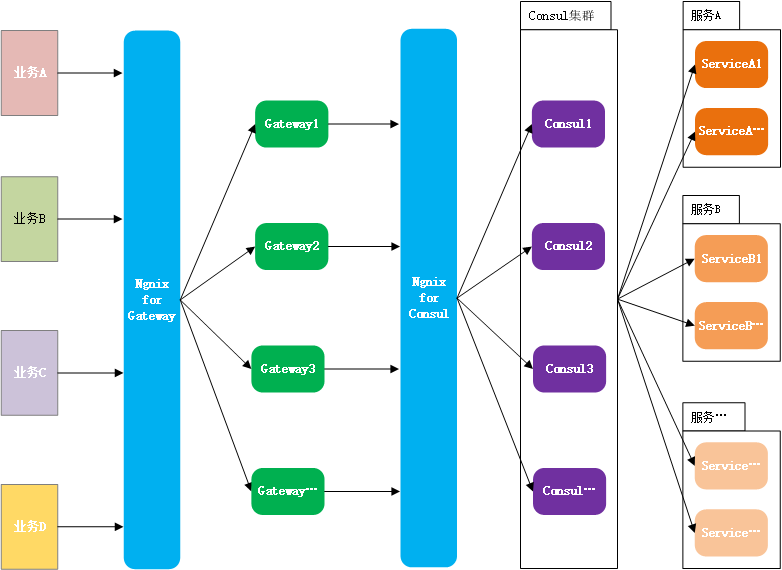 业务A
业务B
业务C
业务D
Ngnix
for
Gateway
Gateway1
Gateway2
Gateway3
Gateway…
Ngnix
for
Consul
Consul集群
Consul1
Consul2
Consul3
Consul…
服务A
ServiceA1
ServiceA…
服务B
ServiceB1
ServiceB…
服务…
Service…
Service…